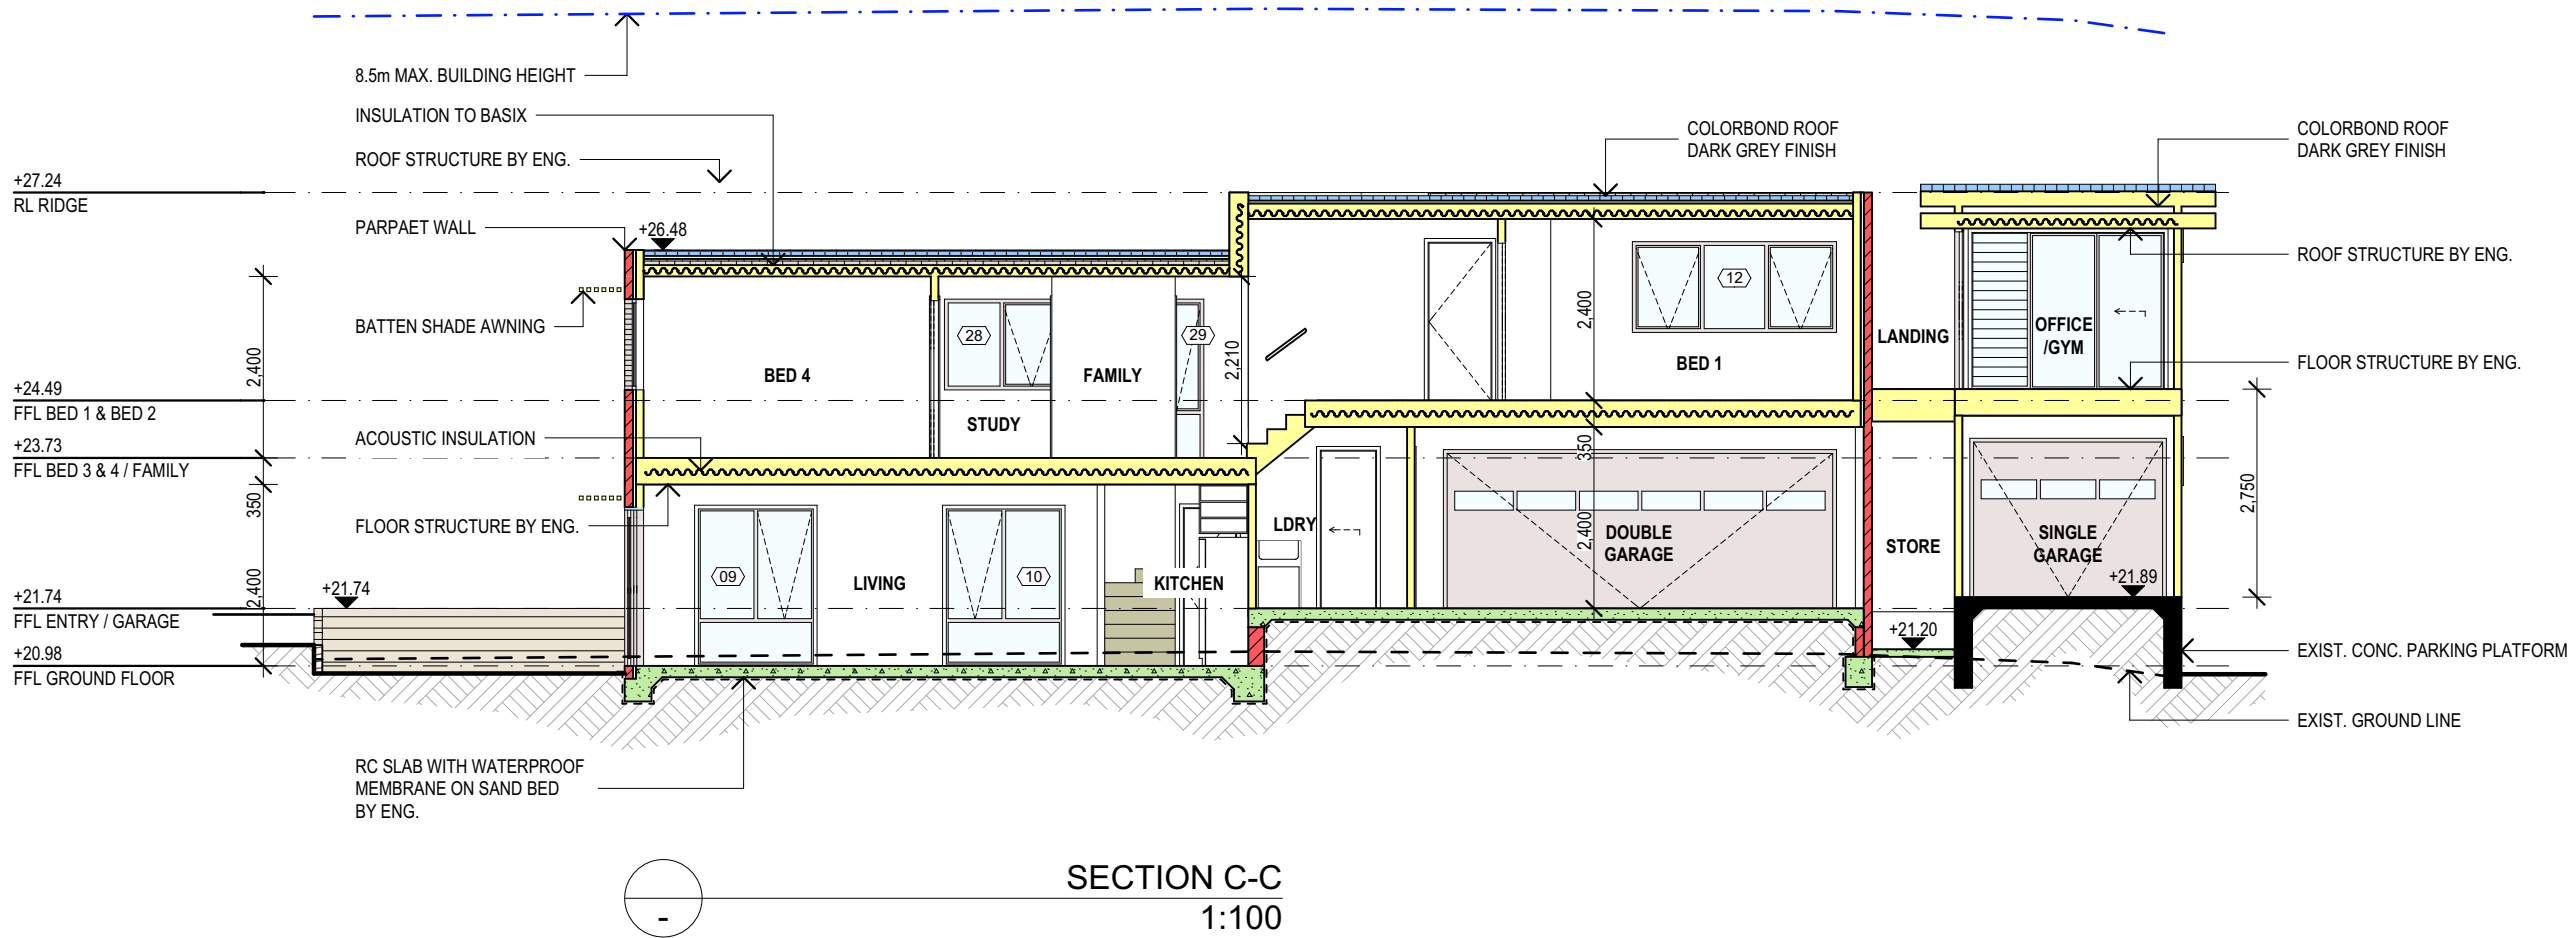 8.5m MAX. BUILDING HEIGHT
INSULATION TO BASIX
ROOF STRUCTURE BY ENG.
COLORBOND ROOF
DARK GREY FINISH
COLORBOND ROOF
DARK GREY FINISH
+27.24
RL RIDGE
PARPAET WALL
+26.48
ROOF STRUCTURE BY ENG.
BATTEN SHADE AWNING
2,400
28
29
12
2,400
2,210
LANDING
OFFICE
/GYM
BED 4
FAMILY
BED 1
FLOOR STRUCTURE BY ENG.
+24.49
FFL BED 1 & BED 2
STUDY
ACOUSTIC INSULATION
+23.73
FFL BED 3 & 4 / FAMILY
350
350
2,750
FLOOR STRUCTURE BY ENG.
LDRY
2,400
DOUBLE
GARAGE
STORE
SINGLE
GARAGE
2,400
09
LIVING
10
KITCHEN
+21.89
+21.74
FFL ENTRY / GARAGE
+21.74
+21.20
+20.98
FFL GROUND FLOOR
EXIST. CONC. PARKING PLATFORM
EXIST. GROUND LINE
RC SLAB WITH WATERPROOF
MEMBRANE ON SAND BED
BY ENG.
SECTION C-C
-
1:100